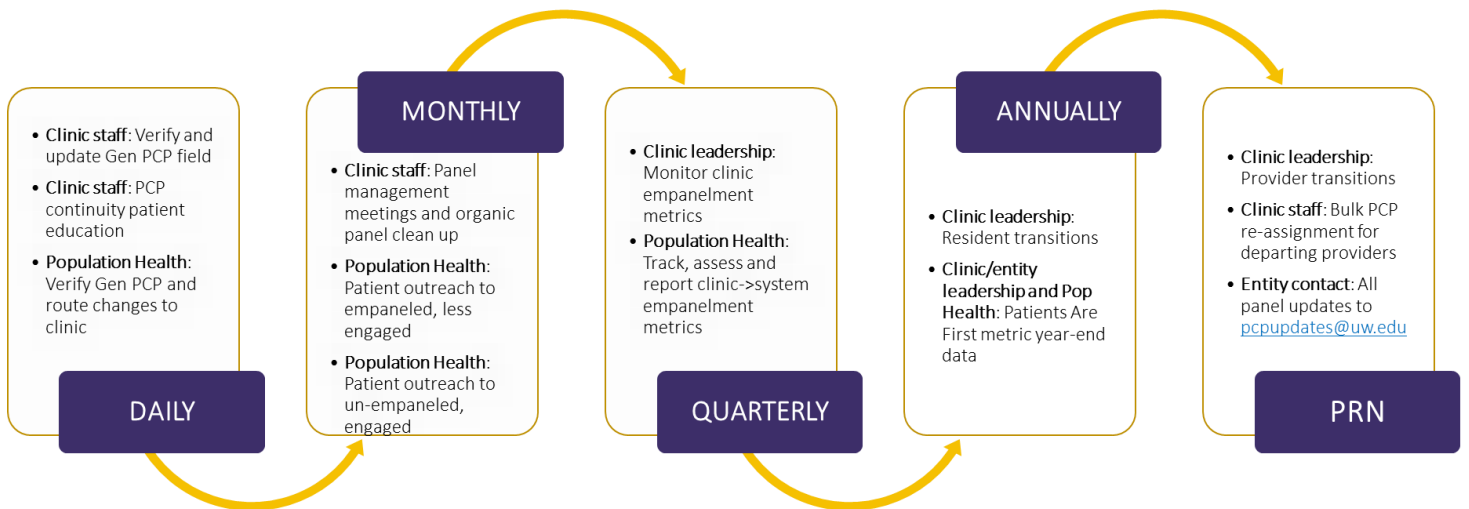 • Clinic staff: Verify and
update Gen PCP field
• Clinic staff: PCP
continuity patient
education
• Population Health:
Verify Gen PCP and
route changes to
clinic
DAILY
MONTHLY
• Clinic staff: Panel
management
meetings and organic
panel clean up
• Population Health:
Patient outreach to
empaneled, less
engaged
• Population Health:
Patient outreach to
un-empaneled,
engaged
• Clinic leadership:
Monitor clinic
empanelment
metrics
• Population Health:
Track, assess and
report clinic->system
empanelment
metrics
QUARTERLY
ANNUALLY
• Clinic leadership:
Resident transitions
• Clinic/entity
leadership and Pop
Health: Patients Are
First metric year-end
data
• Clinic leadership:
Provider transitions
• Clinic staff: Bulk PCP
re-assignment for
departing providers
• Entity contact: All
panel updates to
pcpupdates@uw.edu
PRN